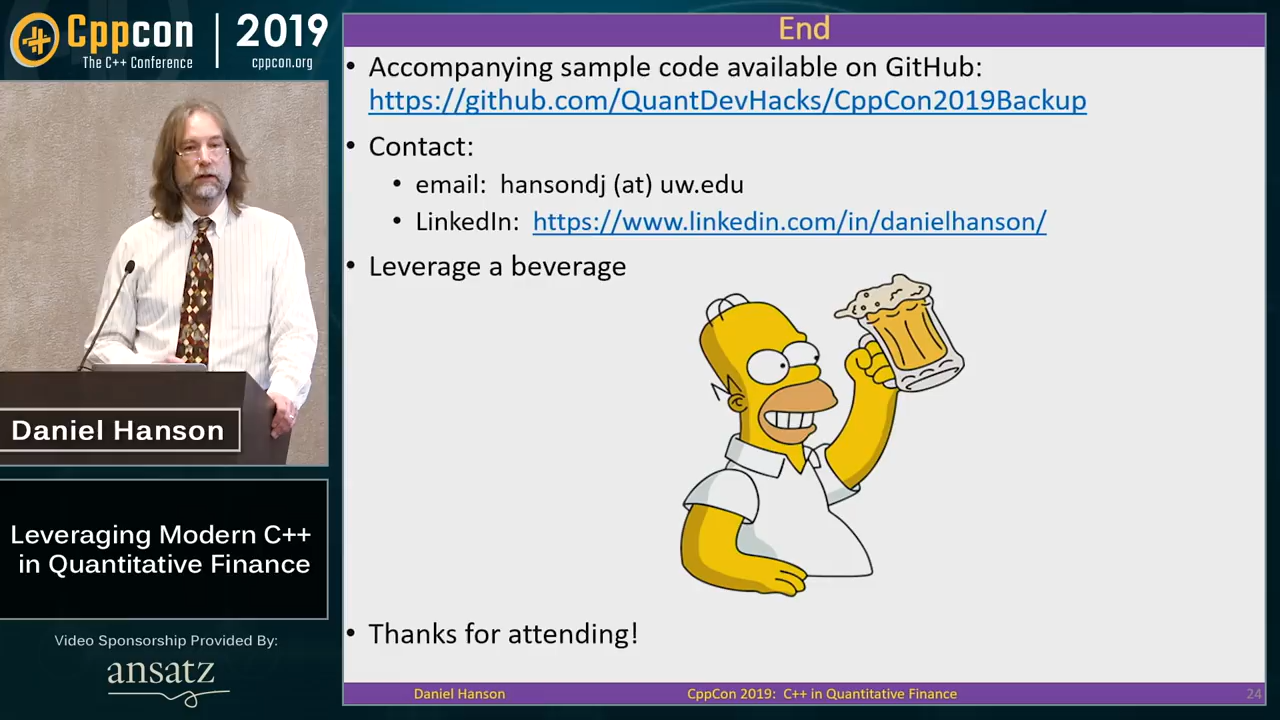 Cppcon
The C++ Conference
2019
cppcon.org
Daniel Hanson
Leveraging Modern C++
in Quantitative Finance
Video Sponsorship Provided By:
ansatz
End
• Accompanying sample code available on GitHub:
https://github.com/QuantDevHacks/CppCon2019Backup
• Contact:
• email: hansondj (at) uw.edu
• LinkedIn: https://www.linkedin.com/in/danielhanson/
• Leverage a beverage
• Thanks for attending!
Daniel Hanson
CppCon 2019: C++ in Quantitative Finance
24